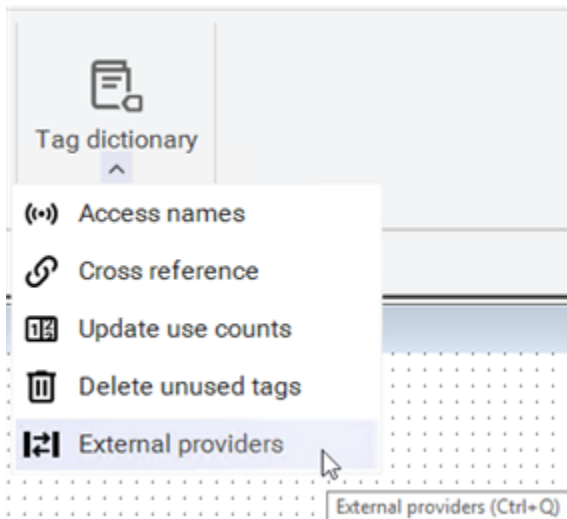 Tag dictionary
Access names
Cross reference
Update use counts
Delete unused tags
External providers
External providers (Ctrl+Q)